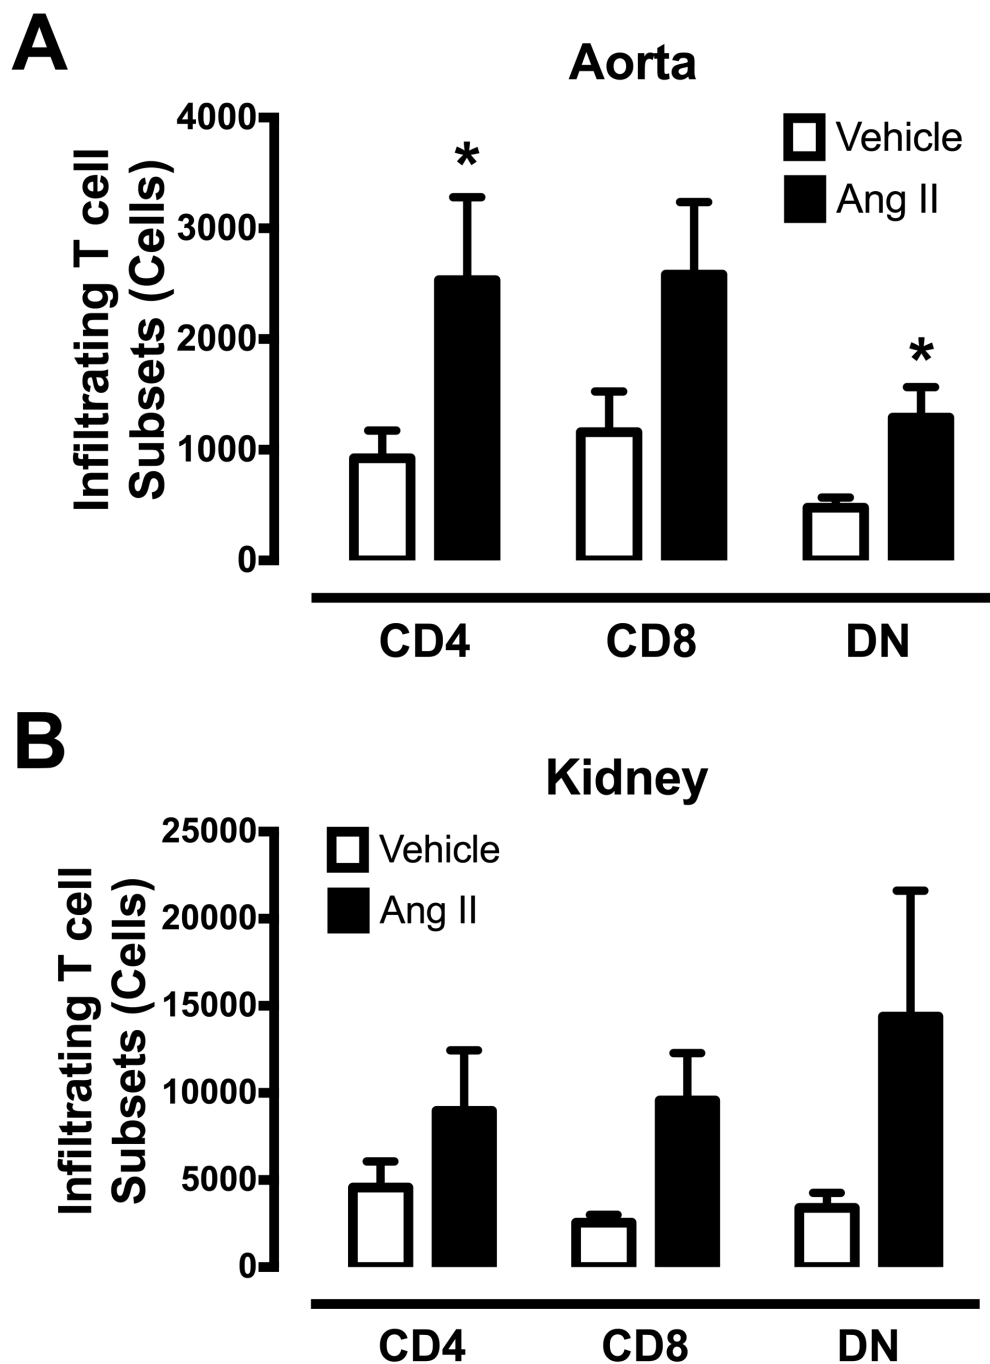 A
Aorta
Vehicle
Ang II
Infiltrating T cell
Subsets (Cells)
4000
3000
2000
1000
0
*
*
CD4 CD8 DN
B
Kidney
Vehicle
Ang II
Infiltrating T cell
Subsets (Cells)
25000
20000
15000
10000
5000
0
CD4 CD8 DN